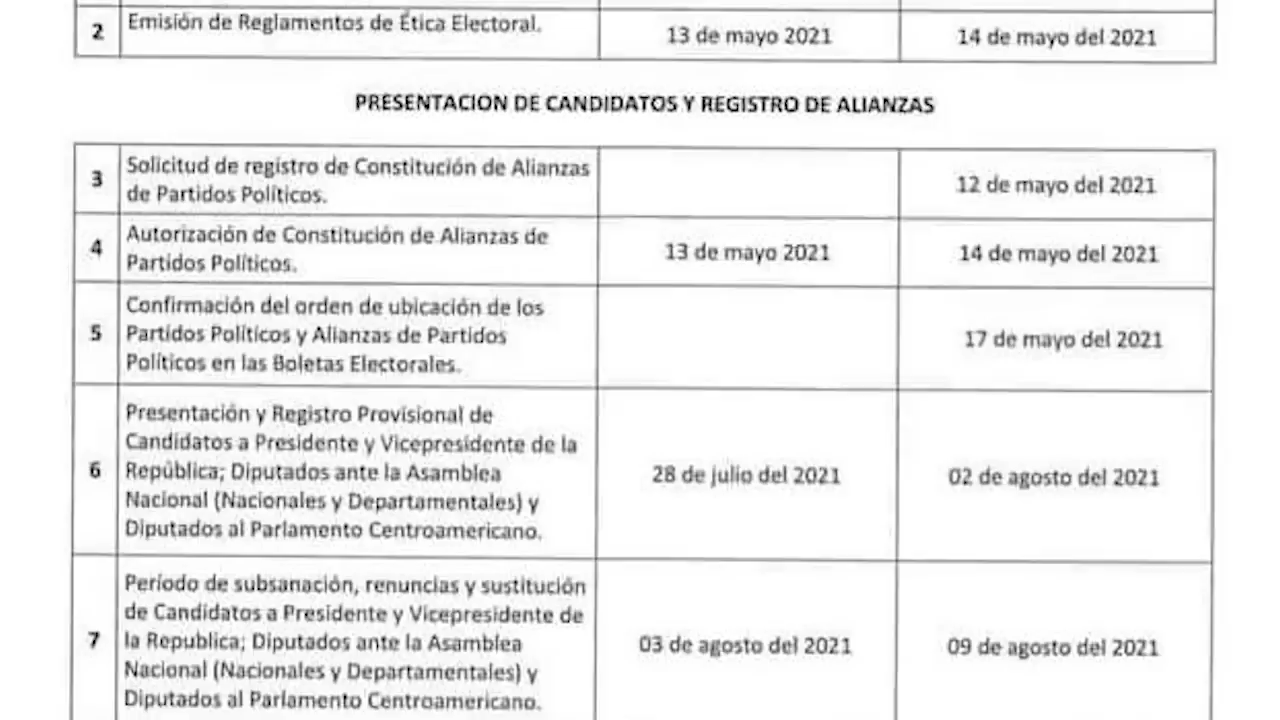 2
Emisión de Reglamentos de Ética Electoral.
13 de mayo 2021
14 de mayo del 2021
PRESENTACION DE CANDIDATOS Y REGISTRO DE ALIANZAS
3
Solicitud de registro de Constitución de Alianzas
de Partidos Políticos.
12 de mayo del 2021
4
Autorización de Constitución de Alianzas de
Partidos Políticos.
13 de mayo 2021
14 de mayo del 2021
5
Confirmación del orden de ubicación de los
Partidos Políticos y Alianzas de Partidos
Políticos en las Boletas Electorales.
17 de mayo del 2021
6
Presentación y Registro Provisional de
Candidatos a Presidente y Vicepresidente de la
República; Diputados ante la Asamblea
Nacional (Nacionales y Departamentales) y
Diputados al Parlamento Centroamericano.
28 de julio del 2021
02 de agosto del 2021
7
Período de subsanación, renuncias y sustitución
de Candidatos a Presidente y Vicepresidente de
la Republica; Diputados ante la Asamblea
Nacional (Nacionales y Departamentales) y
Diputados al Parlamento Centroamericano.
03 de agosto del 2021
09 de agosto del 2021